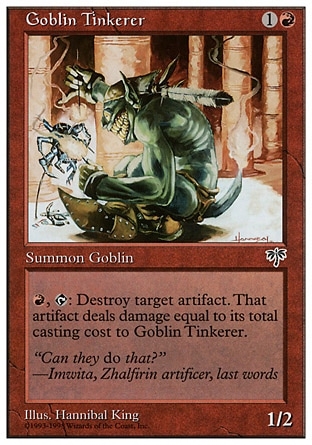 Goblin Tinkerer 1
HANNIBAL
Summon Goblin
: Destroy target artifact. That
artifact deals damage equal to its total
casting cost to Goblin Tinkerer.
"Can they do that?"
—Imwita, Zhalfirin artificer, last words
Illus. Hannibal King
1/2